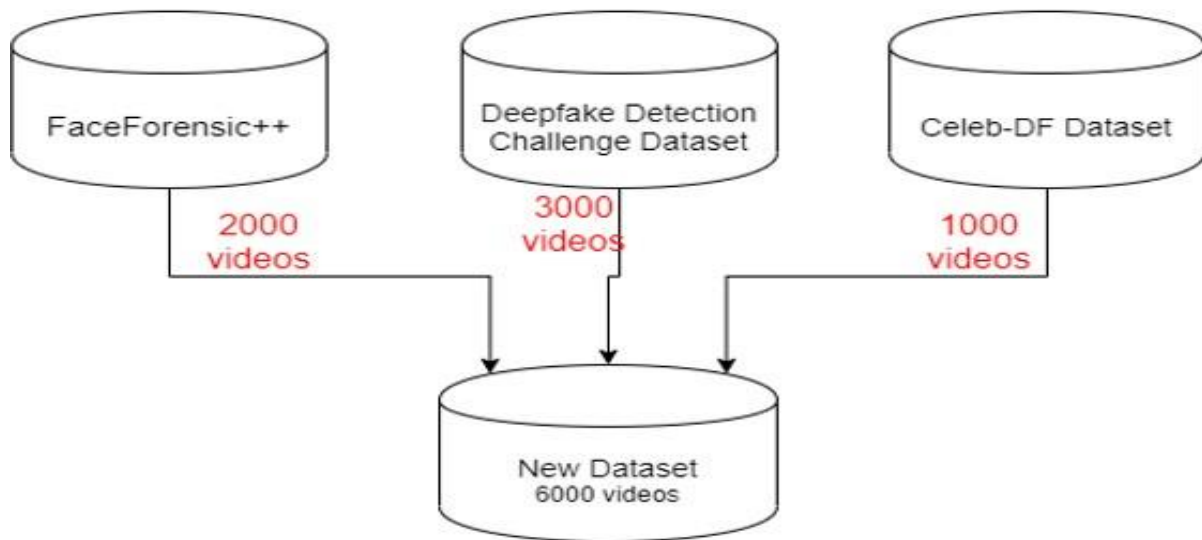 FaceForensic++
Deepfake Detection
Challenge Dataset
Celeb-DF Dataset
2000
videos
3000
videos
1000
videos
New Dataset
6000 videos